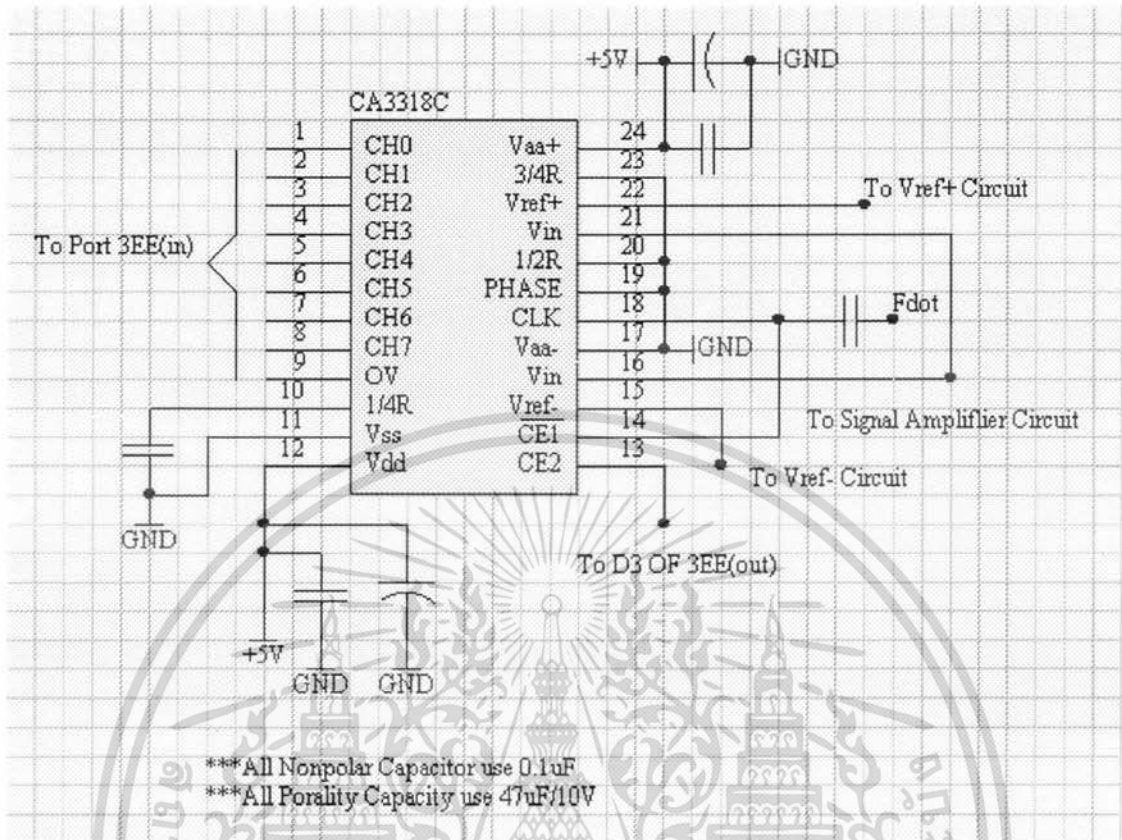 +5V GND
CA3318C
1 CH0 Vaa+ 24
2 CH1 3/4R 23
3 CH2 Vref+ 22 To Vref+ Circuit
4 CH3 Vin 21
To Port 3EE(in)
5 CH4 1/2R 20
6 CH5 PHASE 19
7 CH6 CLK 18 Fdot
8 CH7 Vaa- 17 GND
9 OV Vin 16
10 1/4R Vref- 15 To Signal Ampliflier Circuit
11 Vss CE1 14
12 Vdd CE2 13 To Vref- Circuit
GND
To D3 OF 3EE(out)
+5V
GND GND
***All Nonpolar Capacitor use 0.1uF
***All Porality Capacity use 47uF/10V